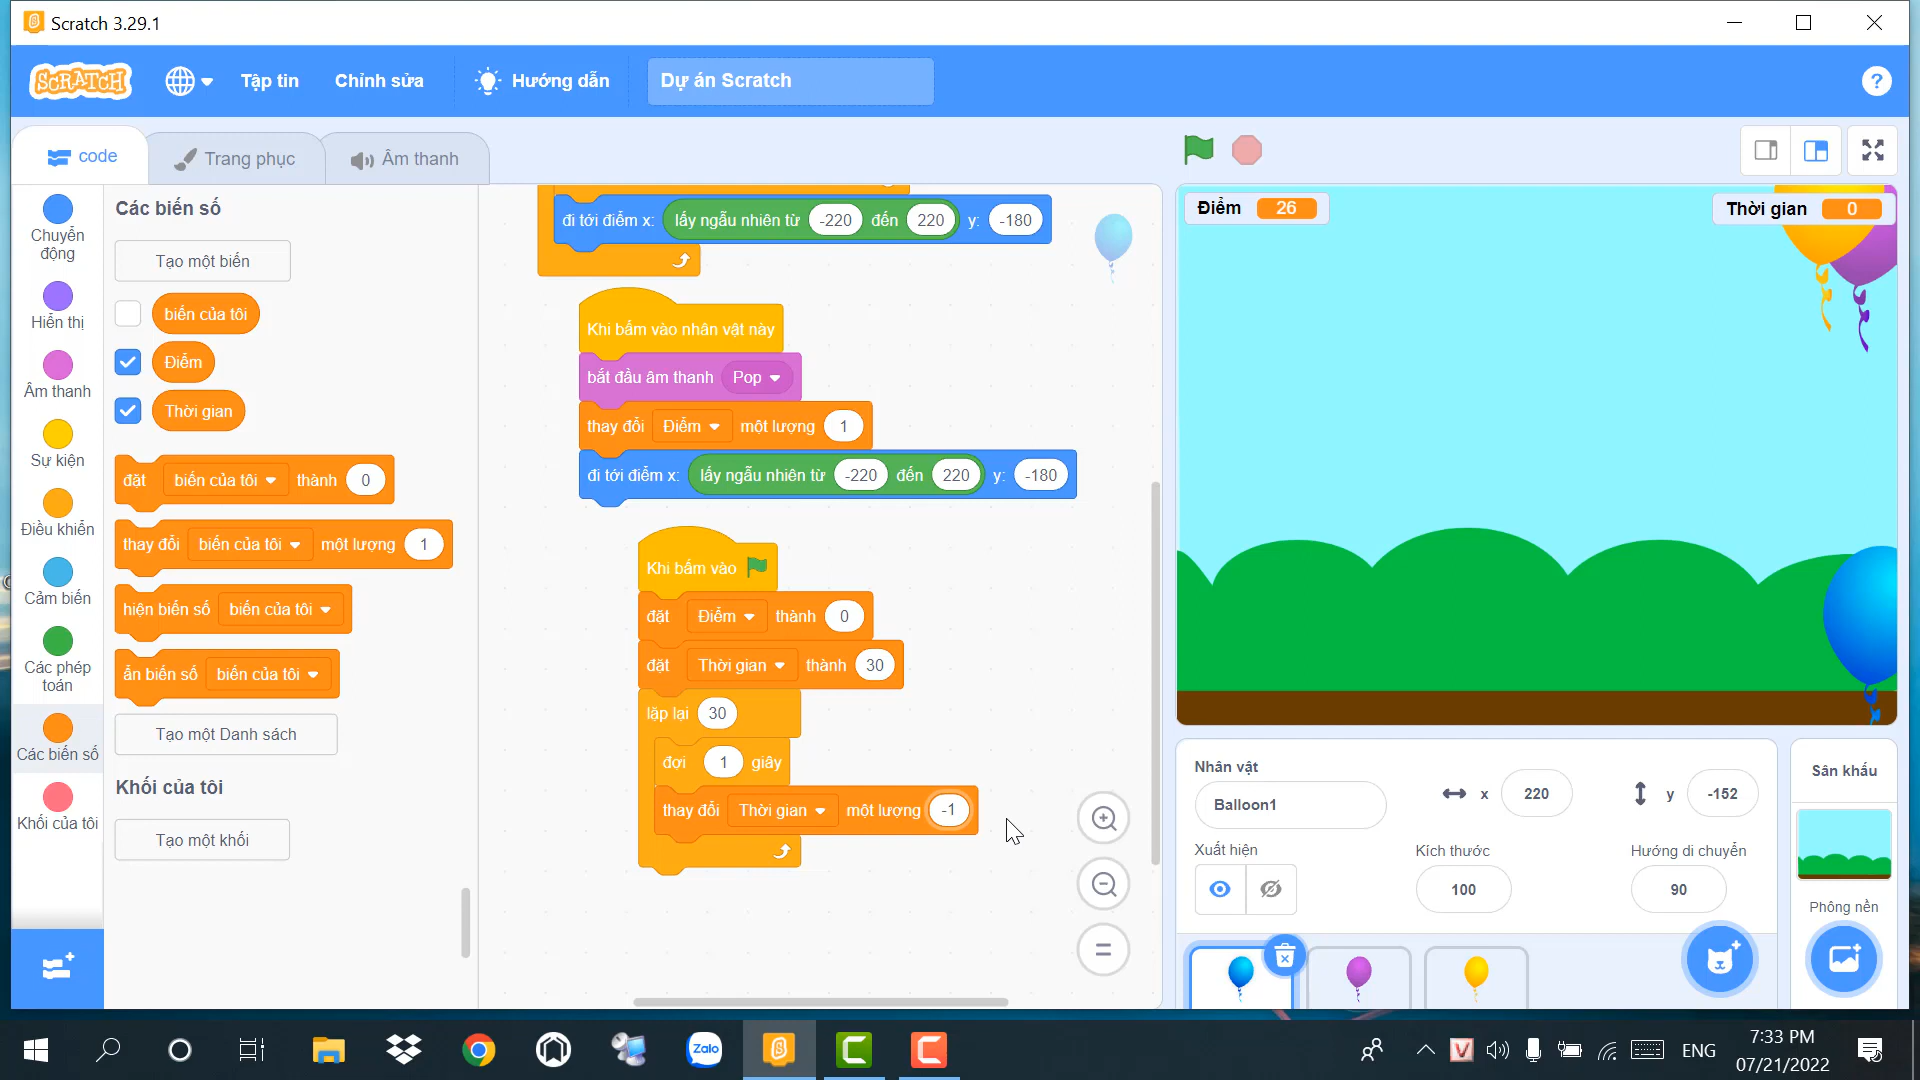 Scratch 3.29.1
SCRATCH
Tập tin
Chỉnh sửa
Hướng dẫn
Dự án Scratch
?
code
Trang phục
Âm thanh
Chuyển động
Hiển thị
Âm thanh
Sự kiện
Điều khiển
Cảm biến
Các phép toán
Các biến số
Khối của tôi
Các biến số
Tạo một biến
biến của tôi
Điểm
Thời gian
đặt biến của tôi thành 0
thay đổi biến của tôi một lượng 1
hiện biến số biến của tôi
ẩn biến số biến của tôi
Tạo một Danh sách
Khối của tôi
Tạo một khối
đi tới điểm x: lấy ngẫu nhiên từ -220 đến 220 y: -180
Khi bấm vào nhân vật này
bắt đầu âm thanh Pop
thay đổi Điểm một lượng 1
đi tới điểm x: lấy ngẫu nhiên từ -220 đến 220 y: -180
Khi bấm vào
đặt Điểm thành 0
đặt Thời gian thành 30
lặp lại 30
đợi 1 giây
thay đổi Thời gian một lượng -1
Điểm 26
Thời gian 0
Nhân vật
Balloon1
x 220
y -152
Xuất hiện
Kích thước
100
Hướng di chuyển
90
Sân khấu
Phông nền
Zalo
ENG
7:33 PM
07/21/2022